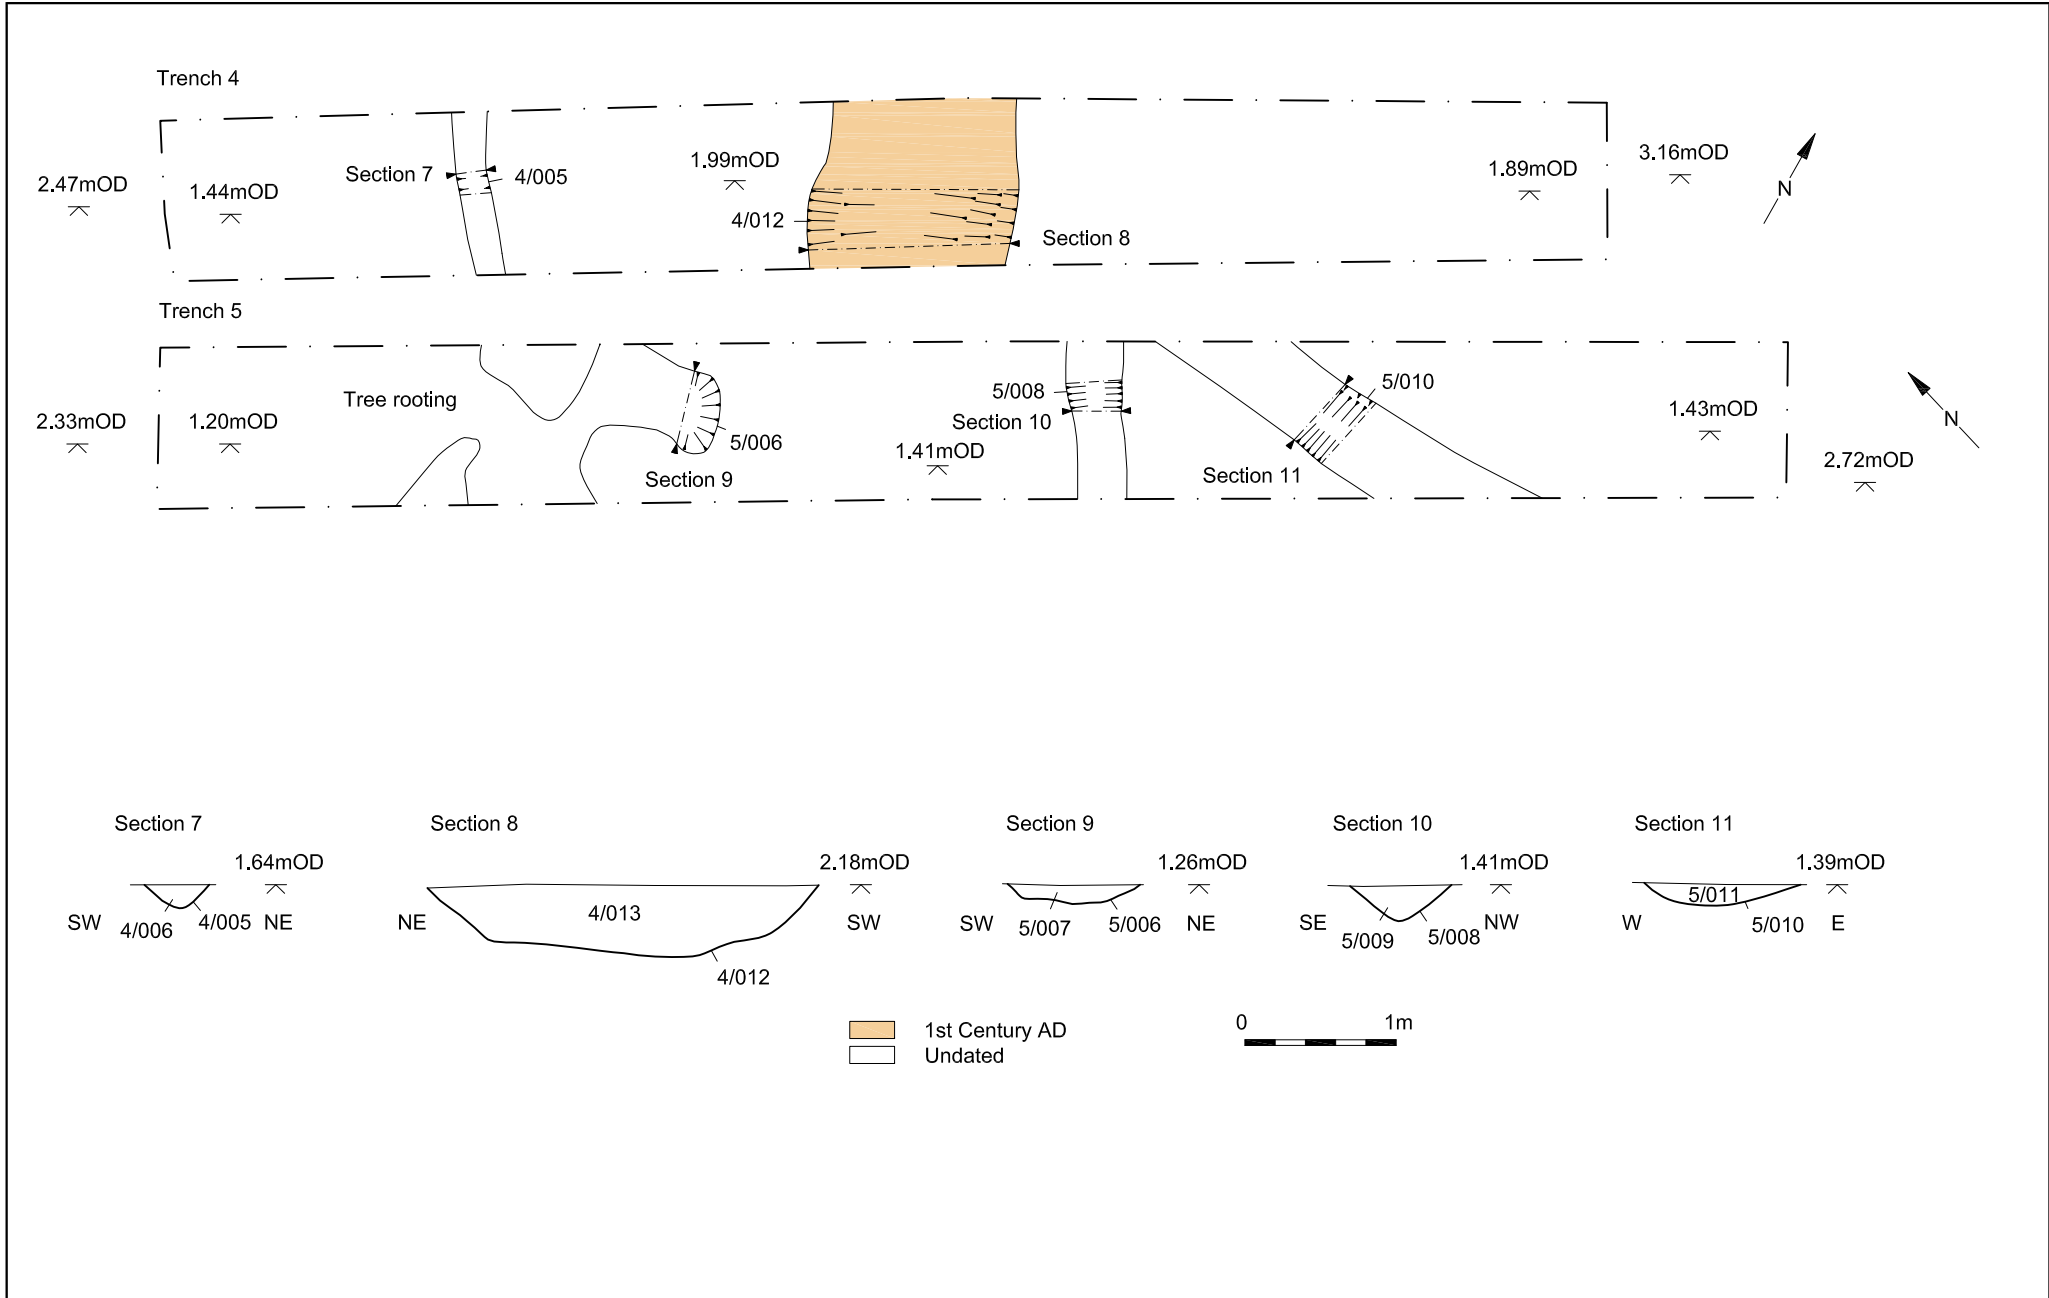 Trench 4
2.47mOD
1.44mOD
Section 7
4/005
1.99mOD
4/012
Section 8
1.89mOD
3.16mOD
N
Trench 5
2.33mOD
1.20mOD
Tree rooting
Section 9
5/006
1.41mOD
5/008
Section 10
Section 11
5/010
1.43mOD
2.72mOD
N
Section 7
1.64mOD
SW
4/006
4/005
NE
Section 8
2.18mOD
NE
4/013
SW
4/012
Section 9
1.26mOD
SW
5/007
5/006
NE
Section 10
1.41mOD
SE
5/009
5/008
NW
Section 11
1.39mOD
W
5/011
5/010
E
1st Century AD
Undated
0
1m